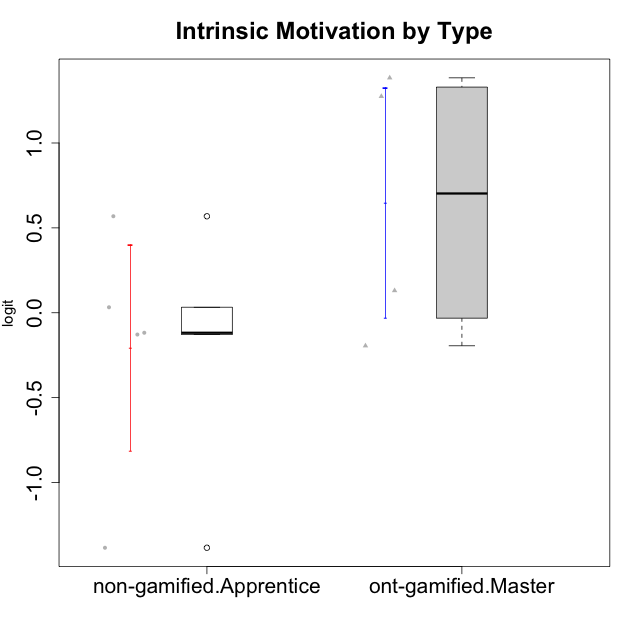 Intrinsic Motivation by Type
logit
1.0
0.5
0.0
-0.5
-1.0
non-gamified.Apprentice
ont-gamified.Master